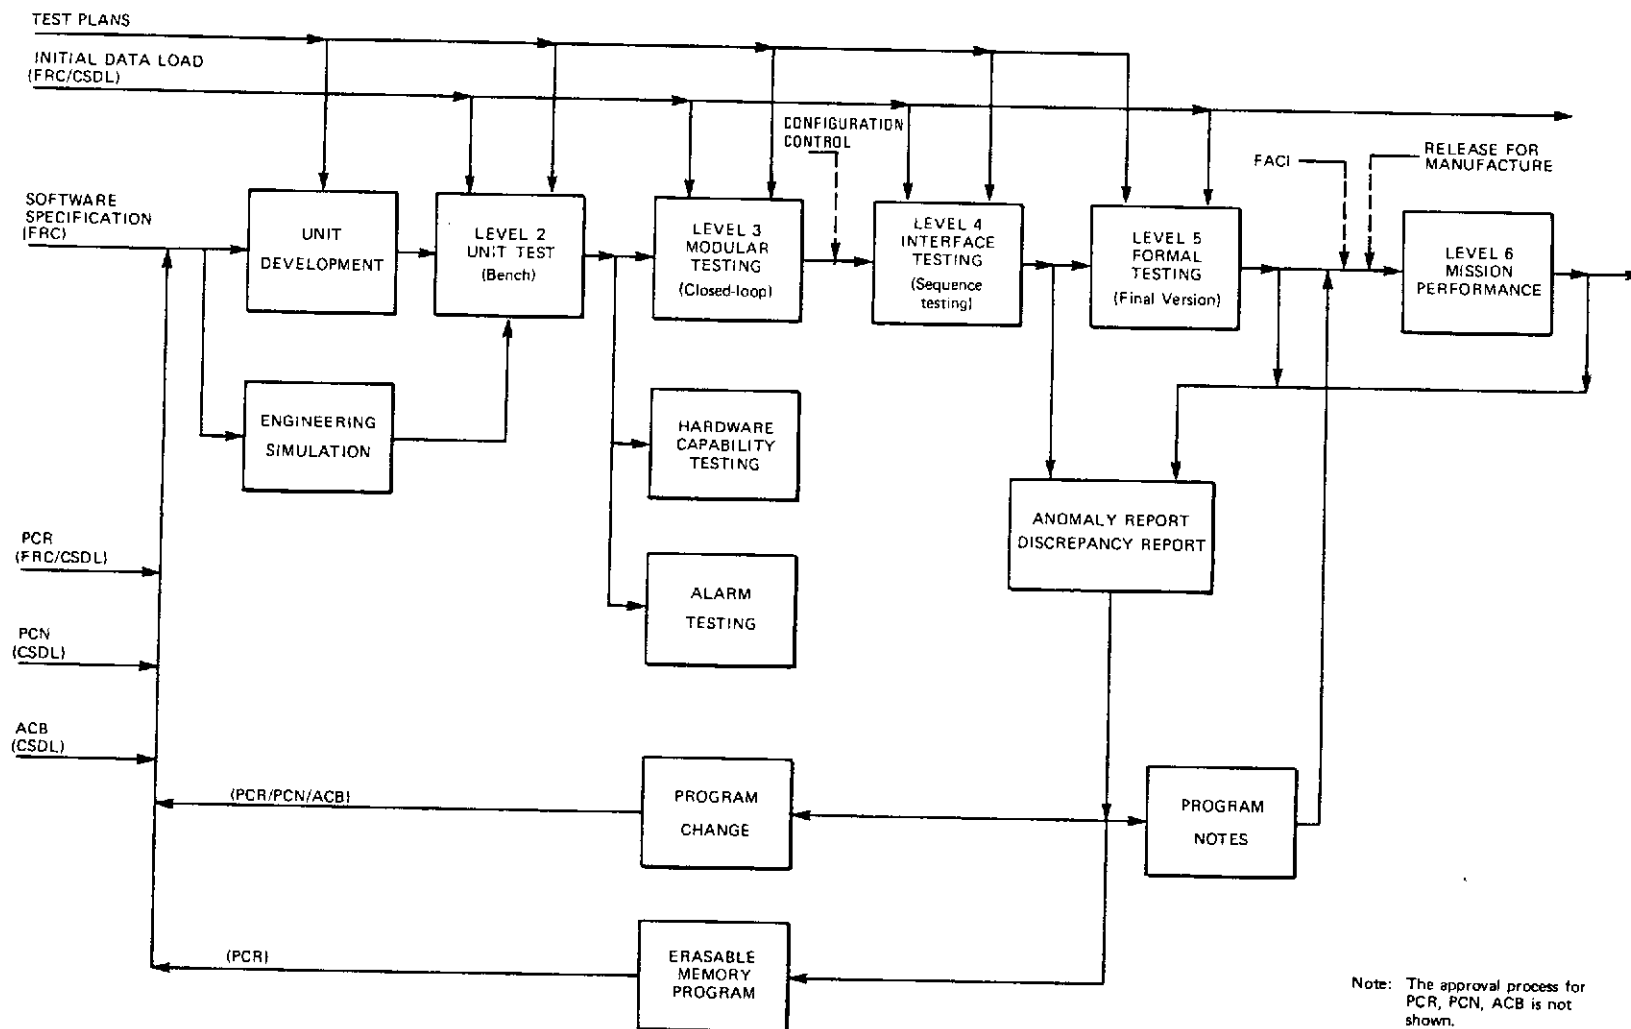 TEST PLANS
INITIAL DATA LOAD
(FRC/CSDL)
CONFIGURATION
CONTROL
FACI
RELEASE FOR
MANUFACTURE
SOFTWARE
SPECIFICATION
(FRC)
UNIT
DEVELOPMENT
LEVEL 2
UNIT TEST
(Bench)
LEVEL 3
MODULAR
TESTING
(Closed-loop)
LEVEL 4
INTERFACE
TESTING
(Sequence
testing)
LEVEL 5
FORMAL
TESTING
(Final Version)
LEVEL 6
MISSION
PERFORMANCE
ENGINEERING
SIMULATION
HARDWARE
CAPABILITY
TESTING
ANOMALY REPORT
DISCREPANCY REPORT
PCR
(FRC/CSDL)
ALARM
TESTING
PCN
(CSDL)
ACB
(CSDL)
(PCR/PCN/ACB)
PROGRAM
CHANGE
PROGRAM
NOTES
(PCR)
ERASABLE
MEMORY
PROGRAM
Note: The approval process for
PCR, PCN, ACB is not
shown.